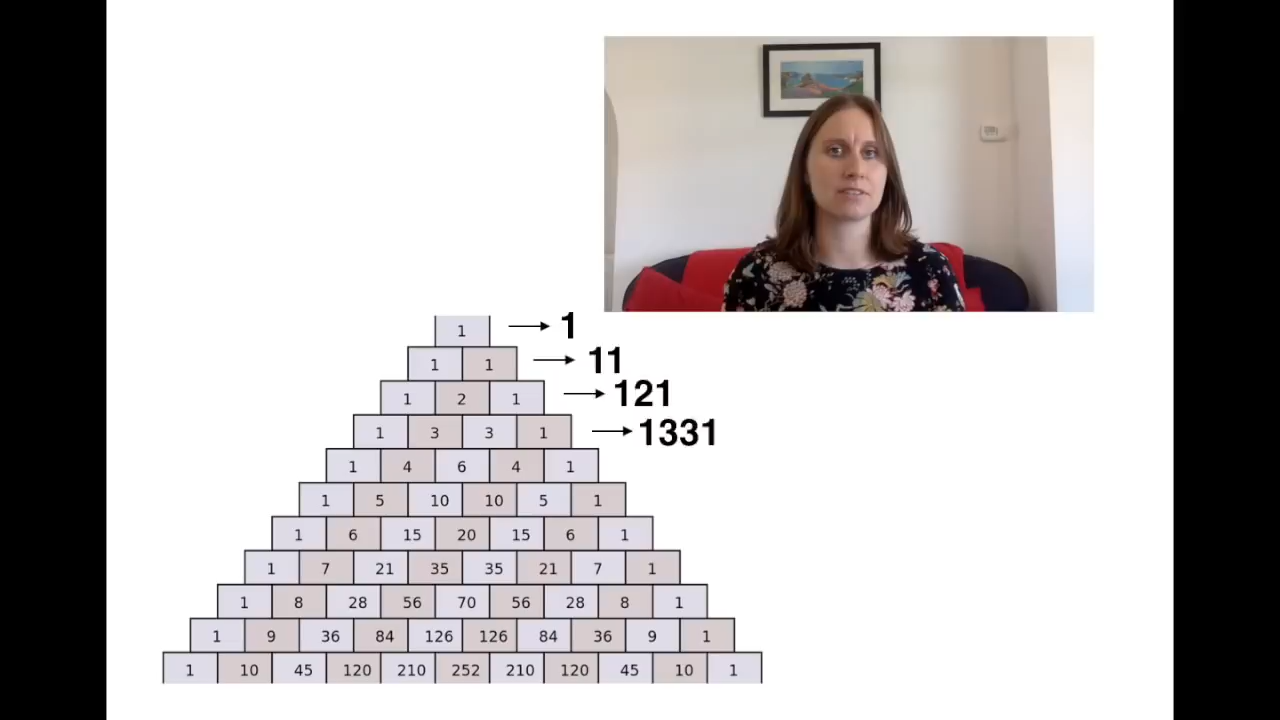 1 → 1
1 1 → 11
1 2 1 → 121
1 3 3 1 → 1331
1 4 6 4 1
1 5 10 10 5 1
1 6 15 20 15 6 1
1 7 21 35 35 21 7 1
1 8 28 56 70 56 28 8 1
1 9 36 84 126 126 84 36 9 1
1 10 45 120 210 252 210 120 45 10 1